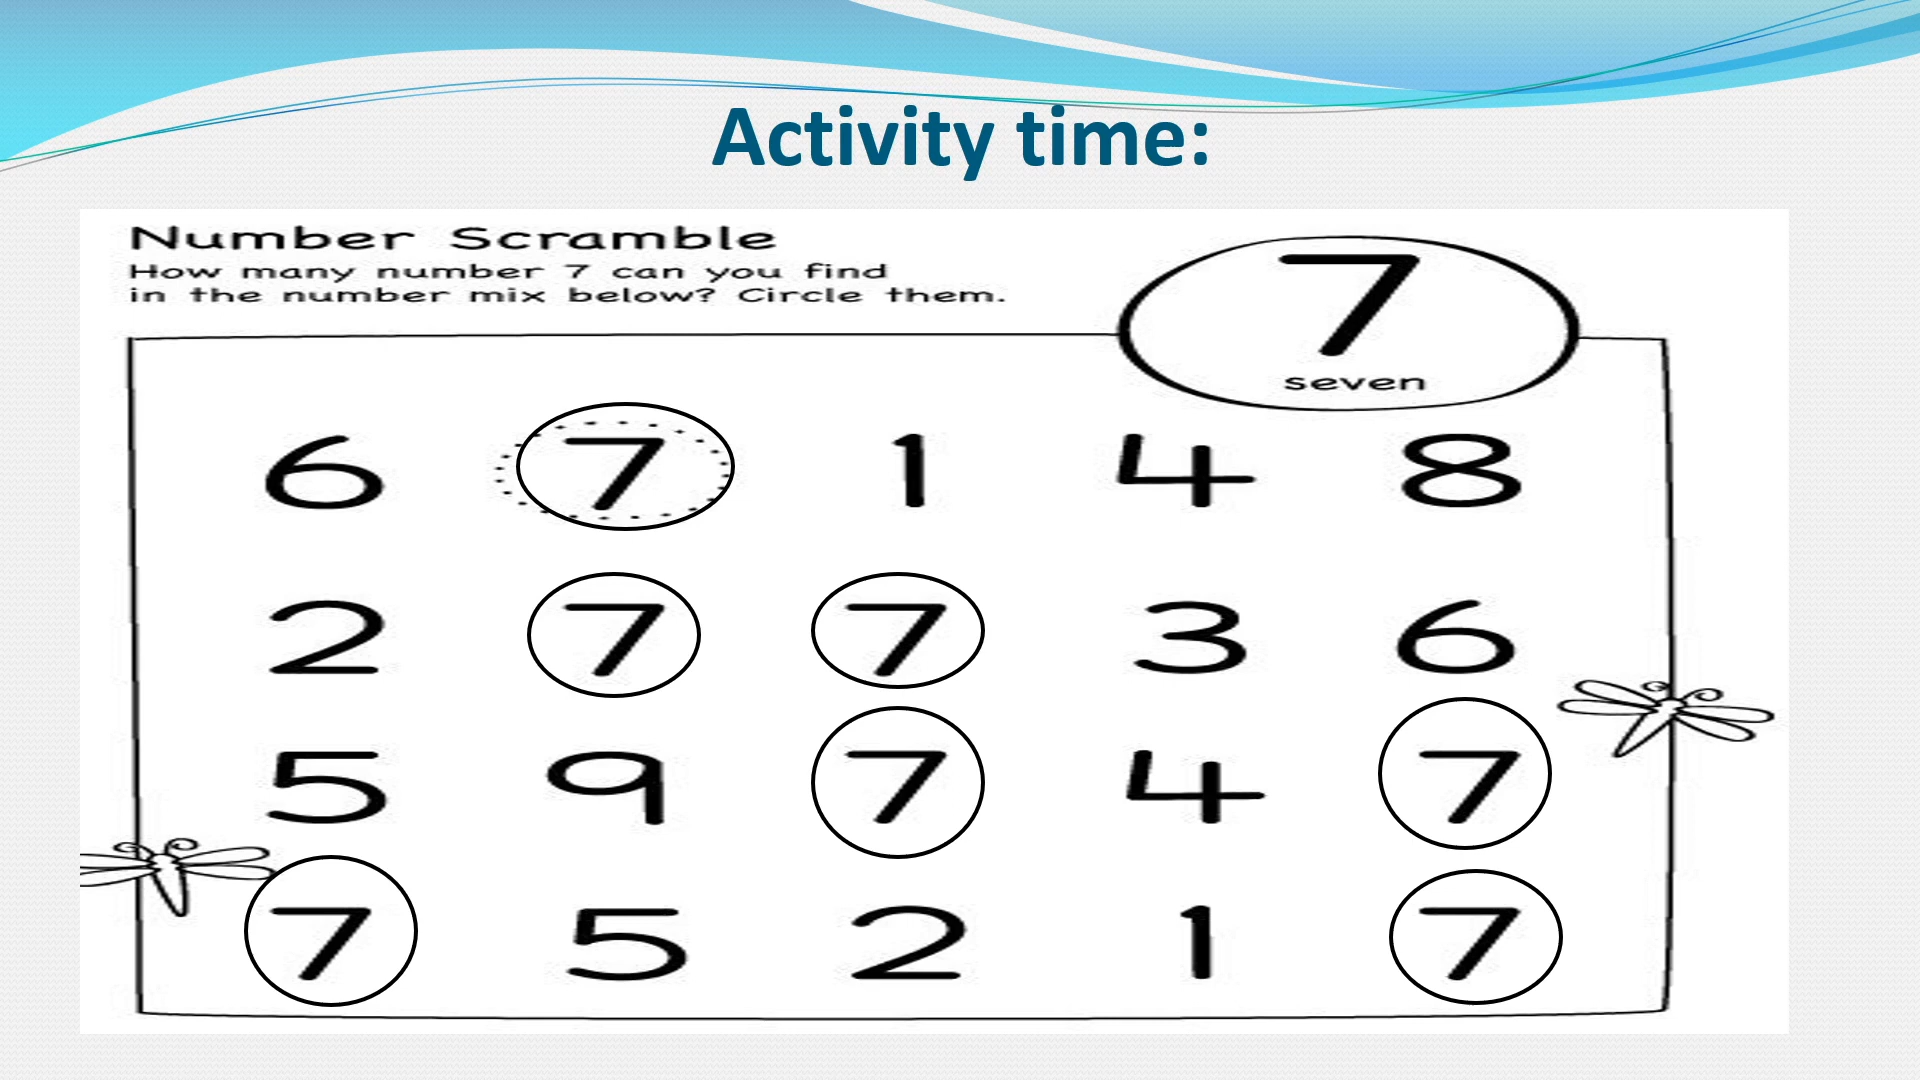 Activity time:
Number Scramble
How many number 7 can you find
in the number mix below? Circle them.
7
seven
6 7 1 4 8
2 7 7 3 6
5 9 7 4 7
7 5 2 1 7